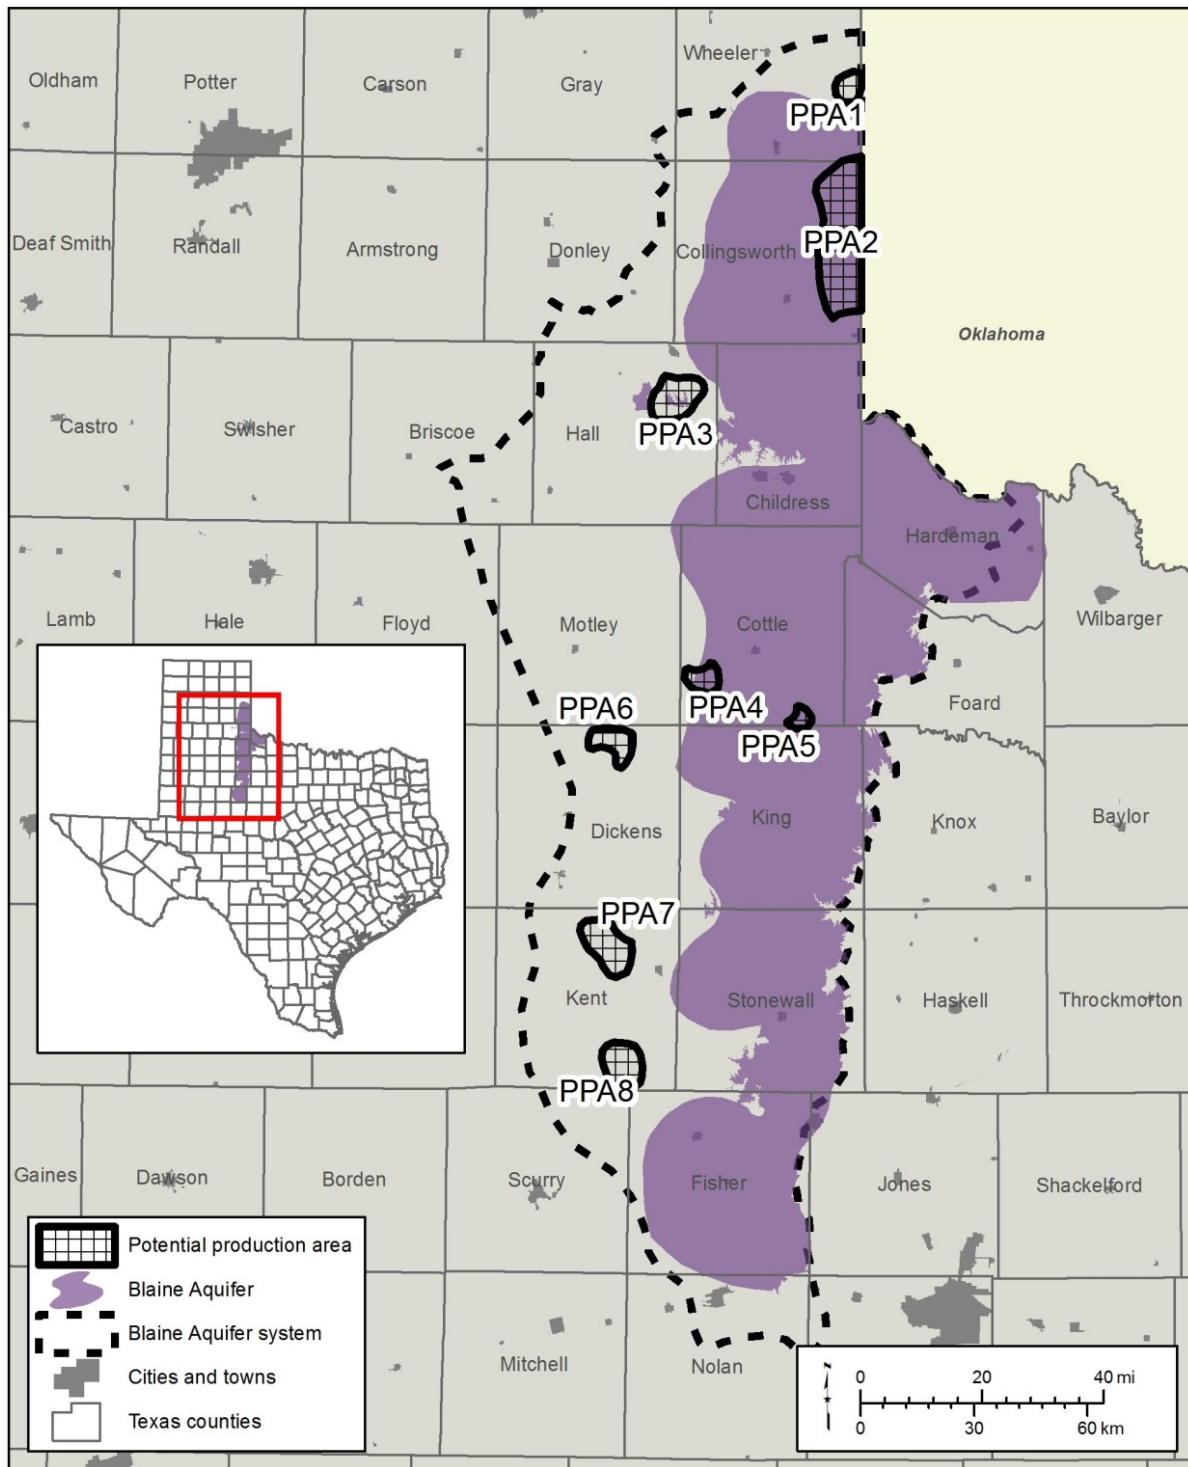 Wheeler
Oldham
Potter
Carson
Gray
PPA1
Deaf Smith
Randall
Armstrong
Donley
Collingsworth
PPA2
Oklahoma
Castro
Swisher
Briscoe
Hall
PPA3
Childress
Hardeman
Lamb
Hale
Floyd
Motley
Cottle
Wilbarger
Foard
PPA4
PPA6
PPA5
Dickens
King
Knox
Baylor
PPA7
Kent
Stonewall
Haskell
Throckmorton
PPA8
Gaines
Dawson
Borden
Scurry
Fisher
Jones
Shackelford
Mitchell
Nolan
Potential production area
Blaine Aquifer
Blaine Aquifer system
Cities and towns
Texas counties
0 20 40 mi
0 30 60 km